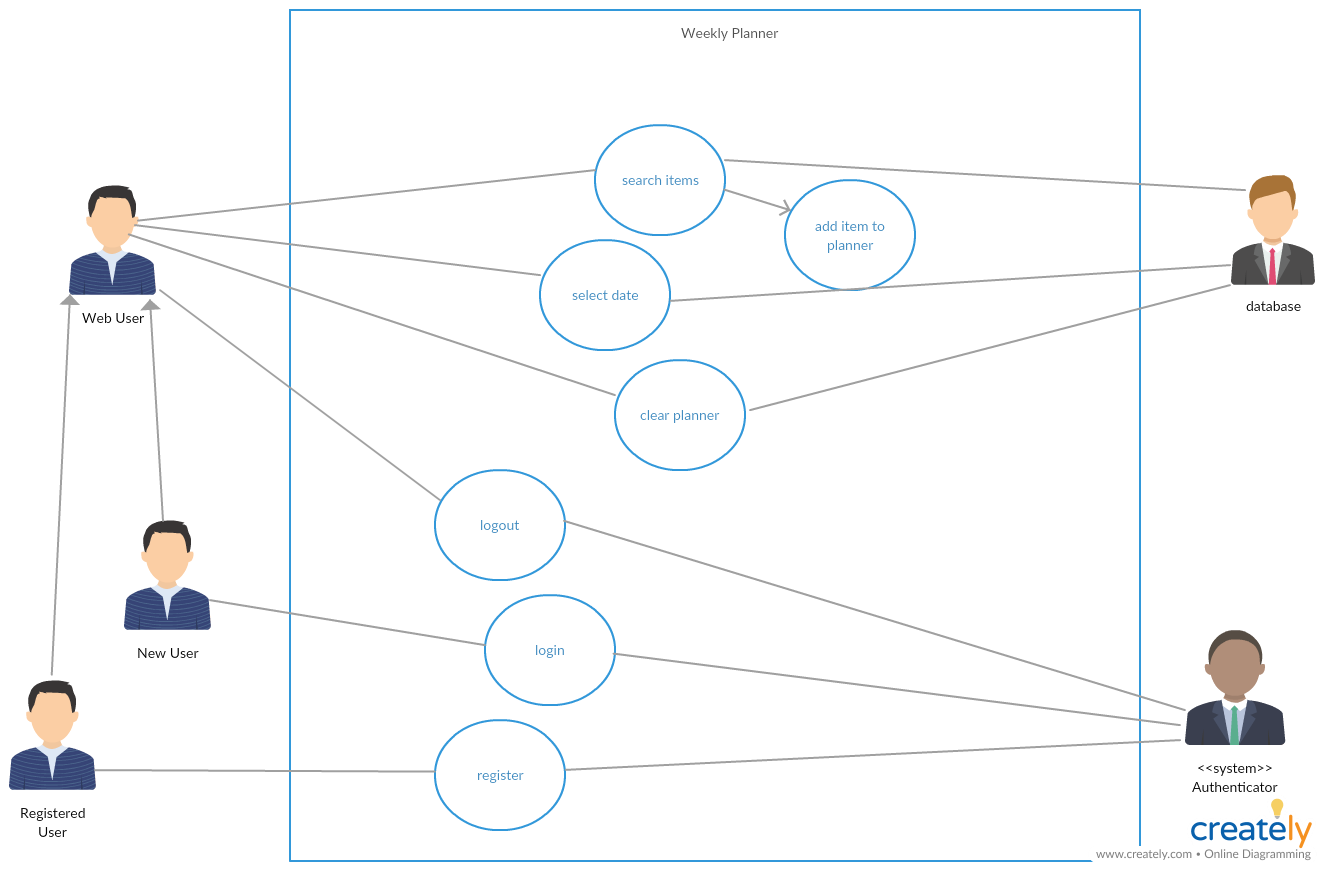 Weekly Planner
search items
add item to
planner
select date
database
Web User
clear planner
logout
login
New User
register
<<system>>
Authenticator
Registered
User
creately
www.creately.com • Online Diagramming